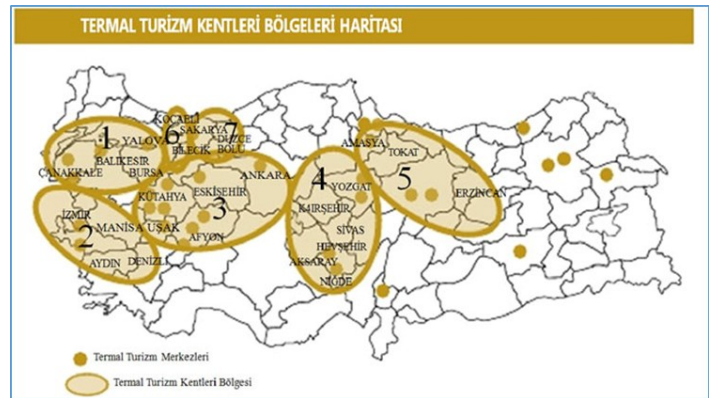 TERMAL TURİZM KENTLERİ BÖLGELERİ HARİTASI
KOCAELİ
SAKARYA
1
YALOVA
6
7
DÜZCE
BOLU
BİLECİK
BALIKESİR
ÇANAKKALE
BURSA
AMASYA
TOKAT
ANKARA
4
YOZGAT
5
ERZİNCAN
KÜTAHYA
ESKİŞEHİR
3
KIRŞEHİR
İZMİR
2
MANİSA
UŞAK
AFYON
SİVAS
HEVŞEHİR
AYDIN
DENİZLİ
AKSARAY
NİĞDE
Termal Turizm Merkezleri
Termal Turizm Kentleri Bölgesi